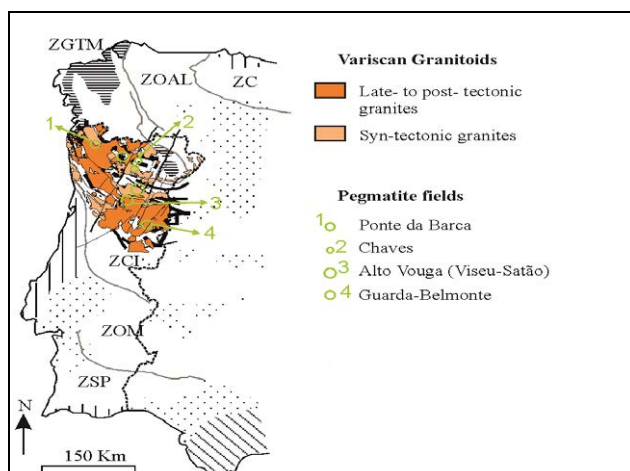 ZGTM
ZOAL
ZC
1
2
3
4
ZCI
ZOM
ZSP
N
150 Km
Variscan Granitoids
Late- to post- tectonic
granites
Syn-tectonic granites
Pegmatite fields
1 Ponte da Barca
2 Chaves
3 Alto Vouga (Viseu-Satão)
4 Guarda-Belmonte